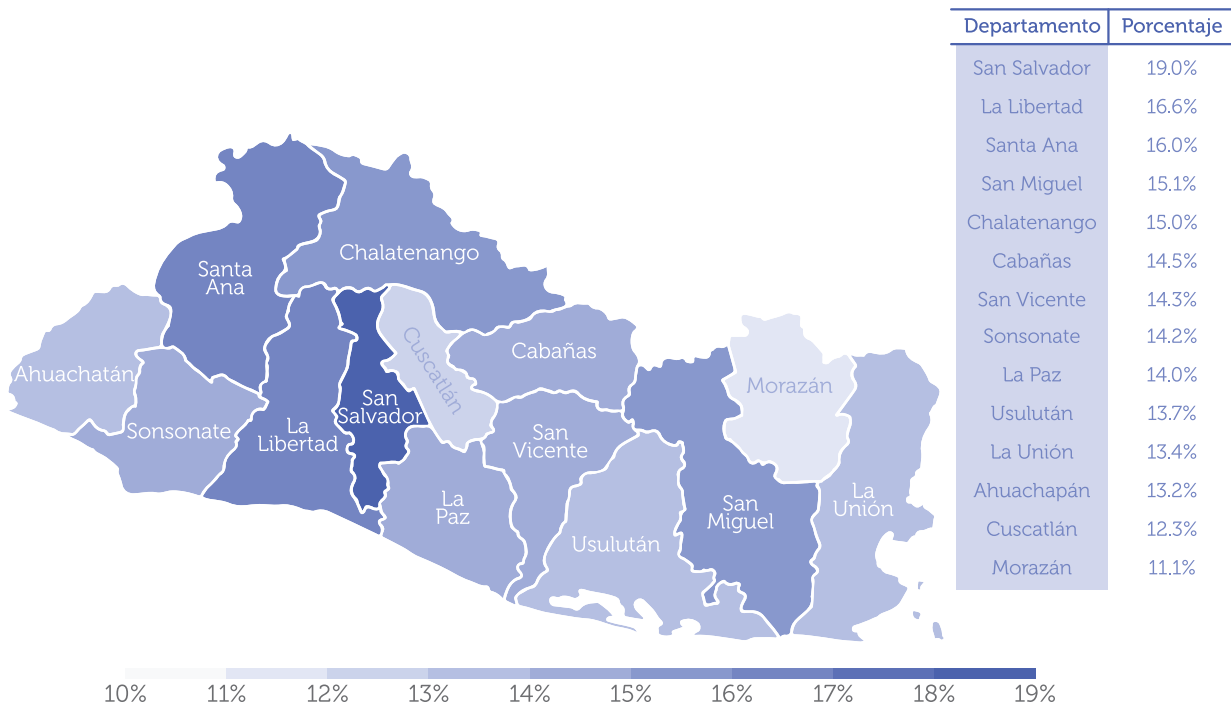 Departamento Porcentaje
San Salvador 19.0%
La Libertad 16.6%
Santa Ana 16.0%
San Miguel 15.1%
Chalatenango 15.0%
Cabañas 14.5%
San Vicente 14.3%
Sonsonate 14.2%
La Paz 14.0%
Usulután 13.7%
La Unión 13.4%
Ahuachapán 13.2%
Cuscatlán 12.3%
Morazán 11.1%
Chalatenango
Santa
Ana
Cabañas
Cuscatlán
Ahuachatán
Morazán
San
Salvador
Sonsonate
La
Libertad
San
Vicente
La
Paz
San
Miguel
La
Unión
Usulután
10% 11% 12% 13% 14% 15% 16% 17% 18% 19%